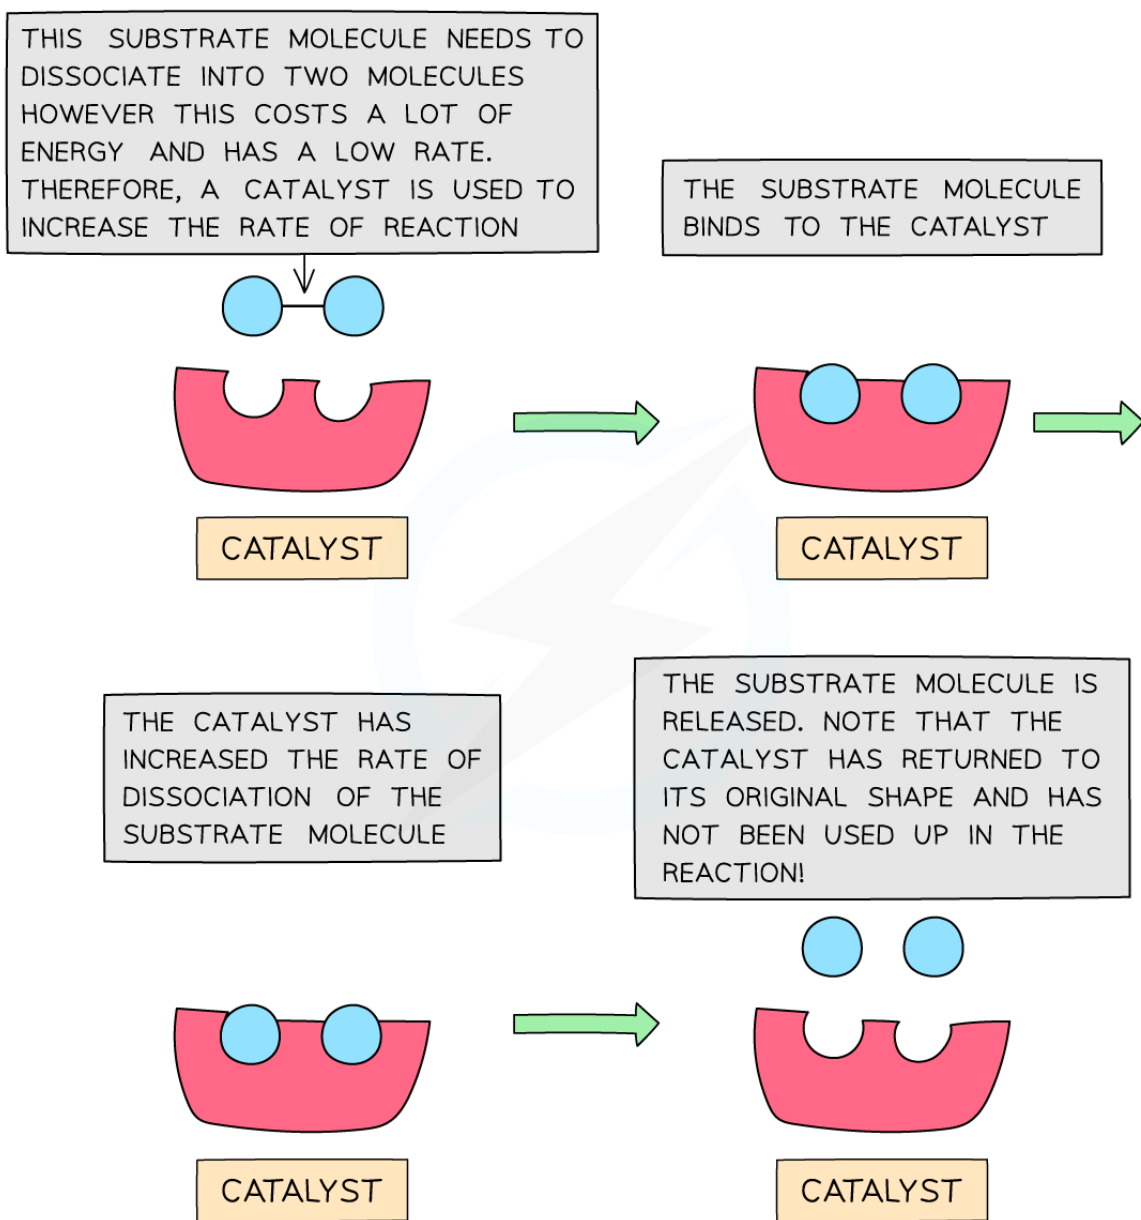 THIS SUBSTRATE MOLECULE NEEDS TO
DISSOCIATE INTO TWO MOLECULES
HOWEVER THIS COSTS A LOT OF
ENERGY AND HAS A LOW RATE.
THEREFORE, A CATALYST IS USED TO
INCREASE THE RATE OF REACTION
THE SUBSTRATE MOLECULE
BINDS TO THE CATALYST
CATALYST
CATALYST
THE CATALYST HAS
INCREASED THE RATE OF
DISSOCIATION OF THE
SUBSTRATE MOLECULE
THE SUBSTRATE MOLECULE IS
RELEASED. NOTE THAT THE
CATALYST HAS RETURNED TO
ITS ORIGINAL SHAPE AND HAS
NOT BEEN USED UP IN THE
REACTION!
CATALYST
CATALYST